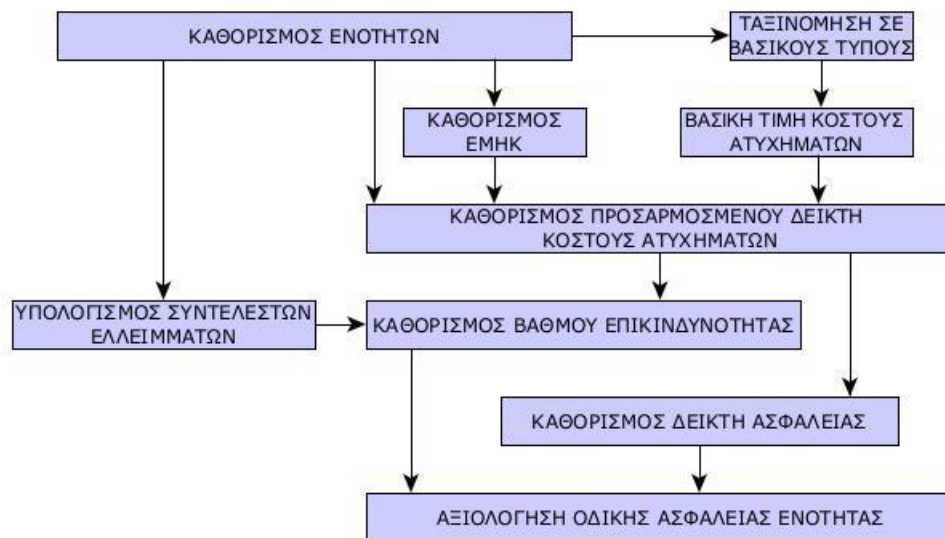 ΚΑΘΟΡΙΣΜΟΣ ΕΝΟΤΗΤΩΝ
ΤΑΞΙΝΟΜΗΣΗ ΣΕ
ΒΑΣΙΚΟΥΣ ΤΥΠΟΥΣ
ΚΑΘΟΡΙΣΜΟΣ
ΕΜΗΚ
ΒΑΣΙΚΗ ΤΙΜΗ ΚΟΣΤΟΥΣ
ΑΤΥΧΗΜΑΤΩΝ
ΚΑΘΟΡΙΣΜΟΣ ΠΡΟΣΑΡΜΟΣΜΕΝΟΥ ΔΕΙΚΤΗ
ΚΟΣΤΟΥΣ ΑΤΥΧΗΜΑΤΩΝ
ΥΠΟΛΟΓΙΣΜΟΣ ΣΥΝΤΕΛΕΣΤΩΝ
ΕΛΛΕΙΜΜΑΤΩΝ
ΚΑΘΟΡΙΣΜΟΣ ΒΑΘΜΟΥ ΕΠΙΚΙΝΔΥΝΟΤΗΤΑΣ
ΚΑΘΟΡΙΣΜΟΣ ΔΕΙΚΤΗ ΑΣΦΑΛΕΙΑΣ
ΑΞΙΟΛΟΓΗΣΗ ΟΔΙΚΗΣ ΑΣΦΑΛΕΙΑΣ ΕΝΟΤΗΤΑΣ